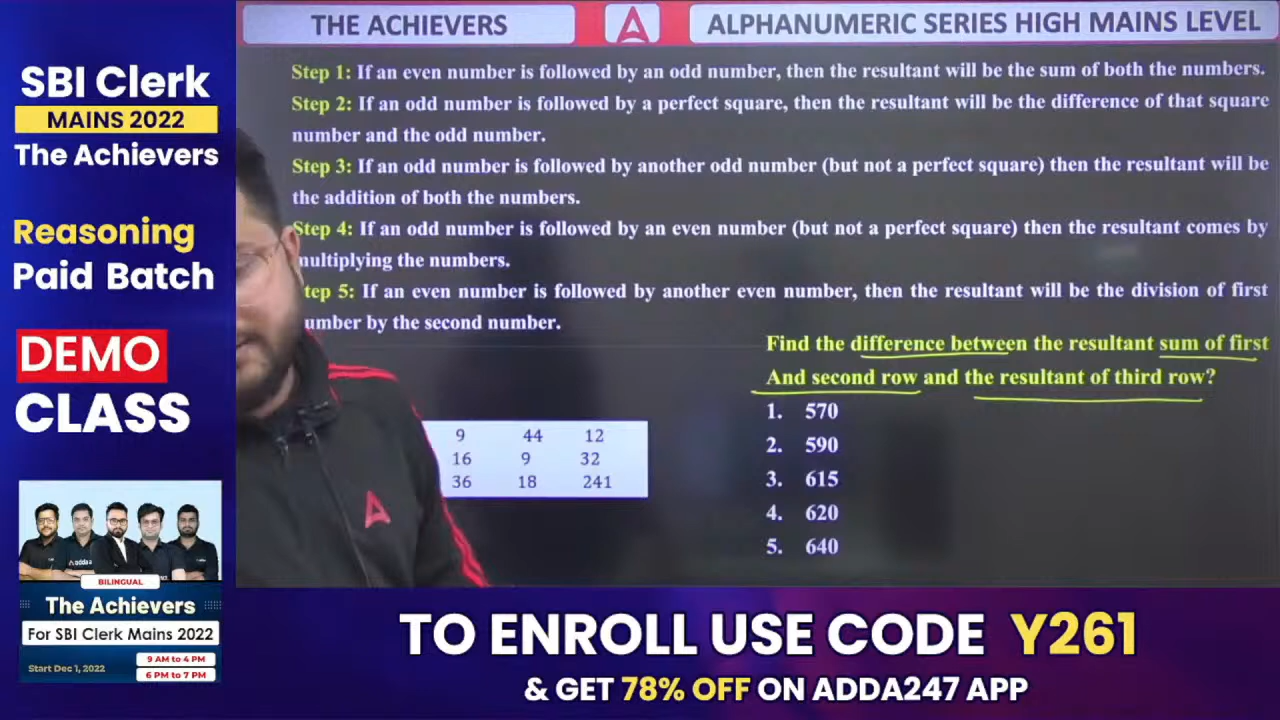 THE ACHIEVERS
ALPHANUMERIC SERIES HIGH MAINS LEVEL
SBI Clerk
MAINS 2022
The Achievers
Reasoning
Paid Batch
DEMO
CLASS
BILINGUAL
The Achievers
For SBI Clerk Mains 2022
Start Dec 1, 2022
9 AM to 4 PM
6 PM to 7 PM
Step 1: If an even number is followed by an odd number, then the resultant will be the sum of both the numbers.
Step 2: If an odd number is followed by a perfect square, then the resultant will be the difference of that square
number and the odd number.
Step 3: If an odd number is followed by another odd number (but not a perfect square) then the resultant will be
the addition of both the numbers.
Step 4: If an odd number is followed by an even number (but not a perfect square) then the resultant comes by
multiplying the numbers.
tep 5: If an even number is followed by another even number, then the resultant will be the division of first
umber by the second number.
Find the difference between the resultant sum of first
And second row and the resultant of third row?
1. 570
2. 590
3. 615
4. 620
5. 640
9 44 12
16 9 32
36 18 241
TO ENROLL USE CODE Y261
& GET 78% OFF ON ADDA247 APP